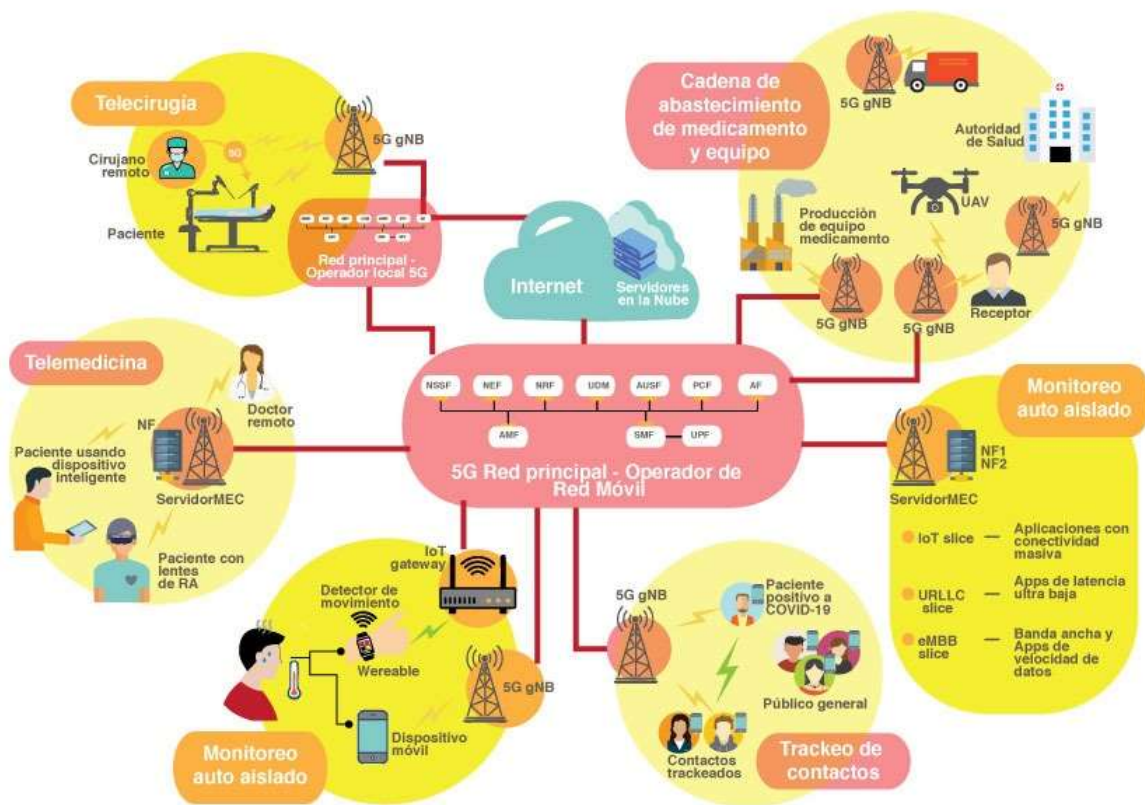 Telecirugía
Cirujano
remoto
5G
5G gNB
Paciente
Red principal -
Operador local 5G
Internet
Servidores
en la Nube
Cadena de
abastecimiento
de medicamento
y equipo
5G gNB
Autoridad
de Salud
UAV
5G gNB
Producción
de equipo
medicamento
5G gNB
5G gNB
Receptor
Telemedicina
Doctor
remoto
NF
Paciente usando
dispositivo
inteligente
ServidorMEC
Paciente con
lentes
de RA
NSSF
NEF
NRF
UDM
AUSF
PCF
AF
AMF
SMF
UPF
5G Red principal - Operador de
Red Móvil
Monitoreo
auto aislado
NF1
NF2
ServidorMEC
IoT slice — Aplicaciones con
conectividad
masiva
URLLC
slice — Apps de latencia
ultra baja
eMBB
slice — Banda ancha y
Apps de
velocidad de
datos
IoT
gateway
Detector de
movimiento
Wereable
5G gNB
Dispositivo
móvil
Monitoreo
auto aislado
5G gNB
Paciente
positivo a
COVID-19
Público general
Contactos
trackeados
Trackeo de
contactos